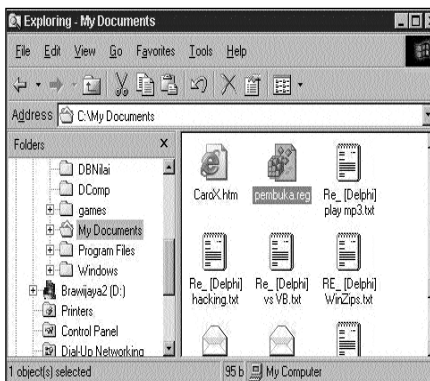 Exploring - My Documents
File Edit View Go Favorites Tools Help
Address C:\My Documents
Folders x
DBNilai
DComp
games
My Documents
Program Files
Windows
Brawijaya2 (D:)
Printers
Control Panel
Dial-Up Networking
CaroX.htm
pembuka.reg
Re_ [Delphi]
play mp3.txt
Re_ [Delphi]
hacking.txt
Re_ [Delphi]
vs VB.txt
RE_ [Delphi]
WinZips.txt
1 object(s) selected
95 b
My Computer